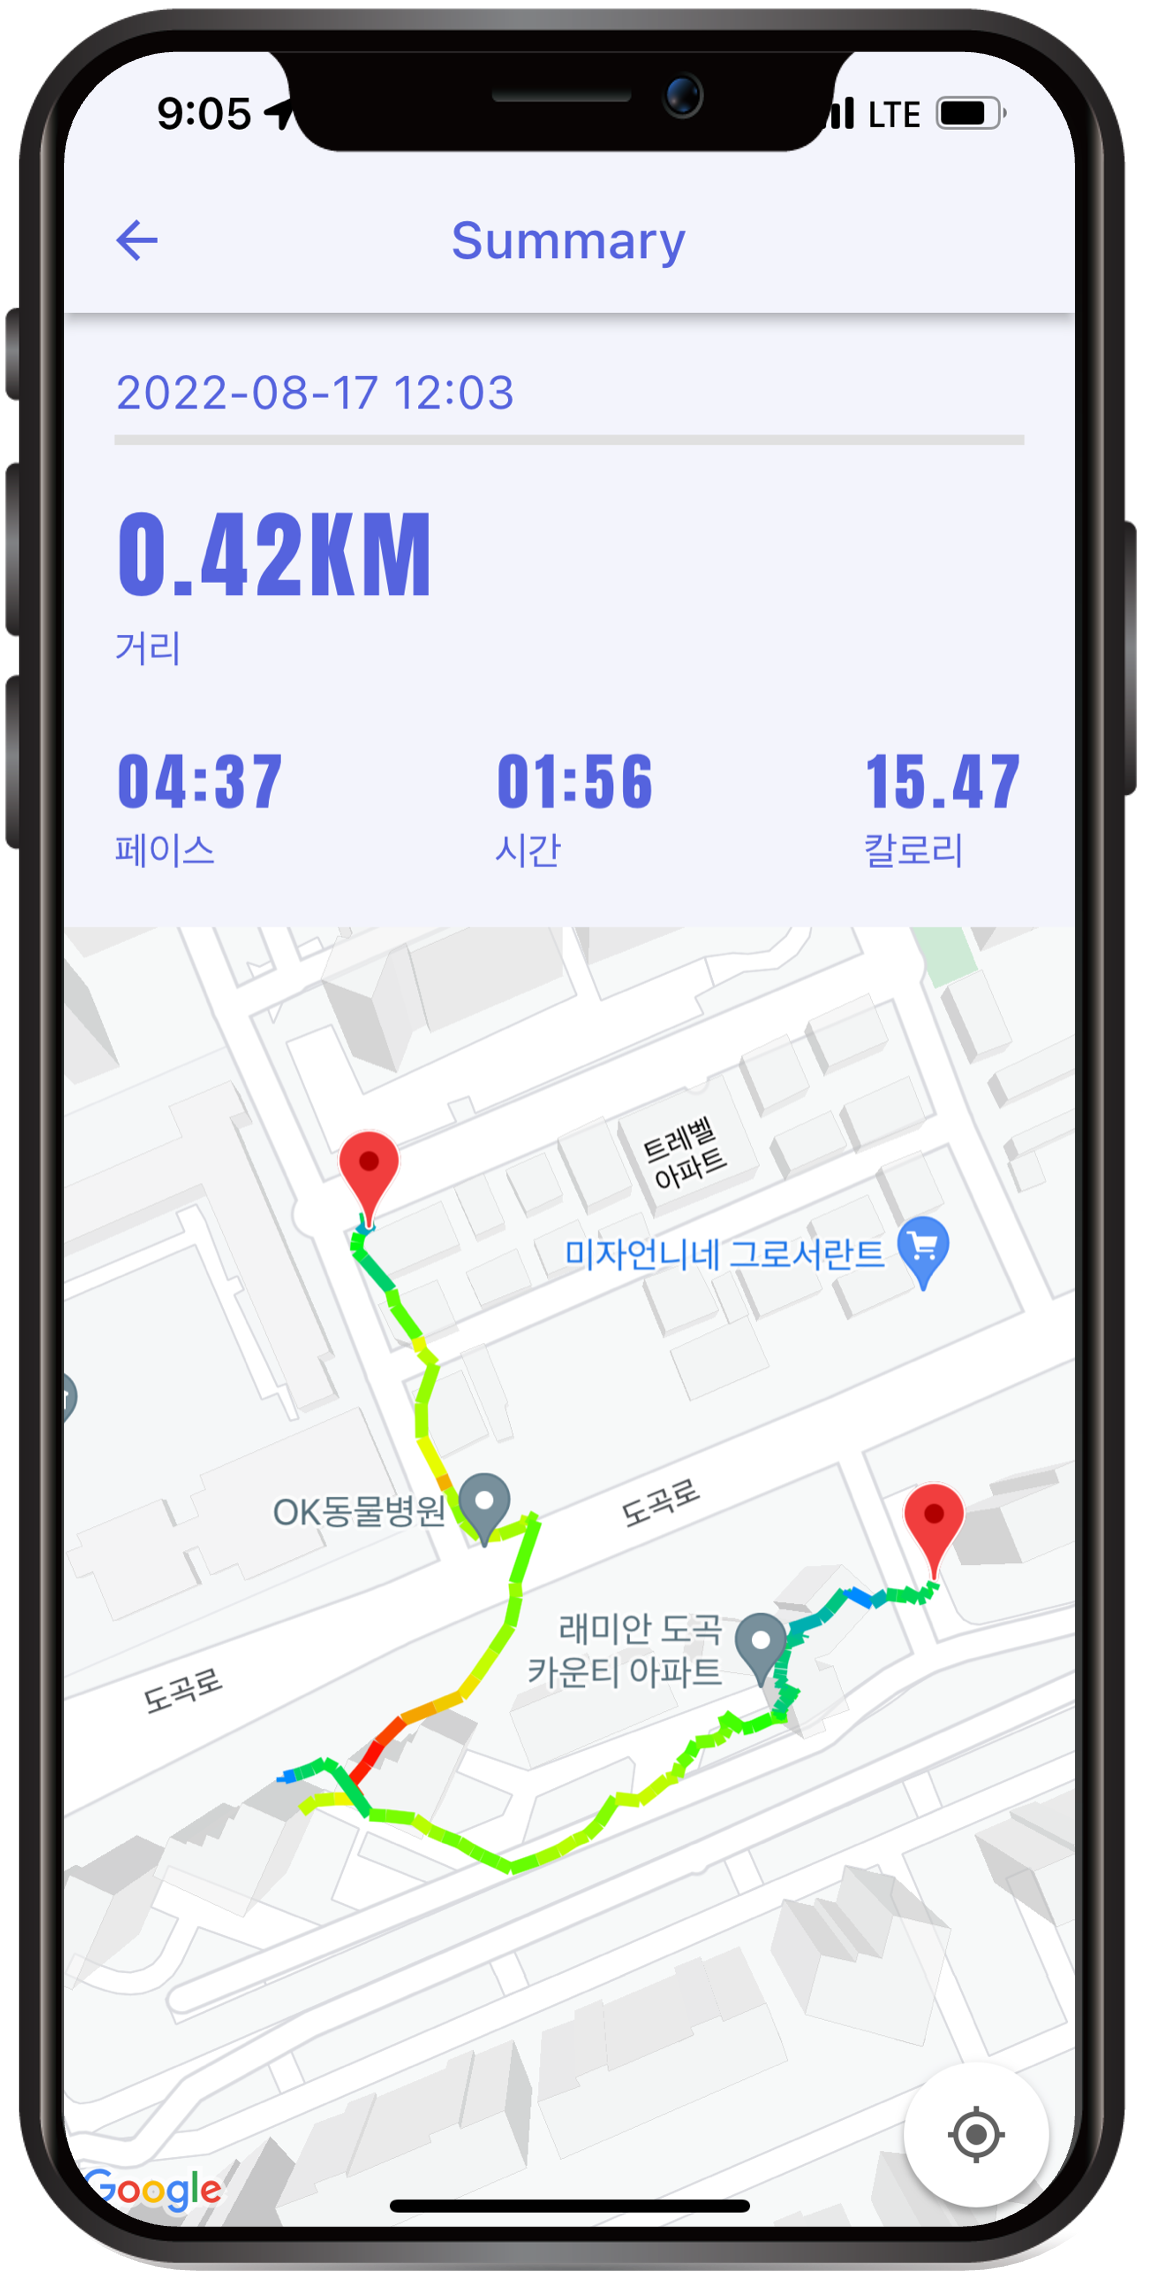 9:05
LTE
Summary
2022-08-17 12:03
0.42KM
거리
04:37
01:56
15.47
페이스
시간
칼로리
트레벨
아파트
미자언니네 그로서란트
OK동물병원
도곡로
래미안 도곡
카운티 아파트
도곡로
Google